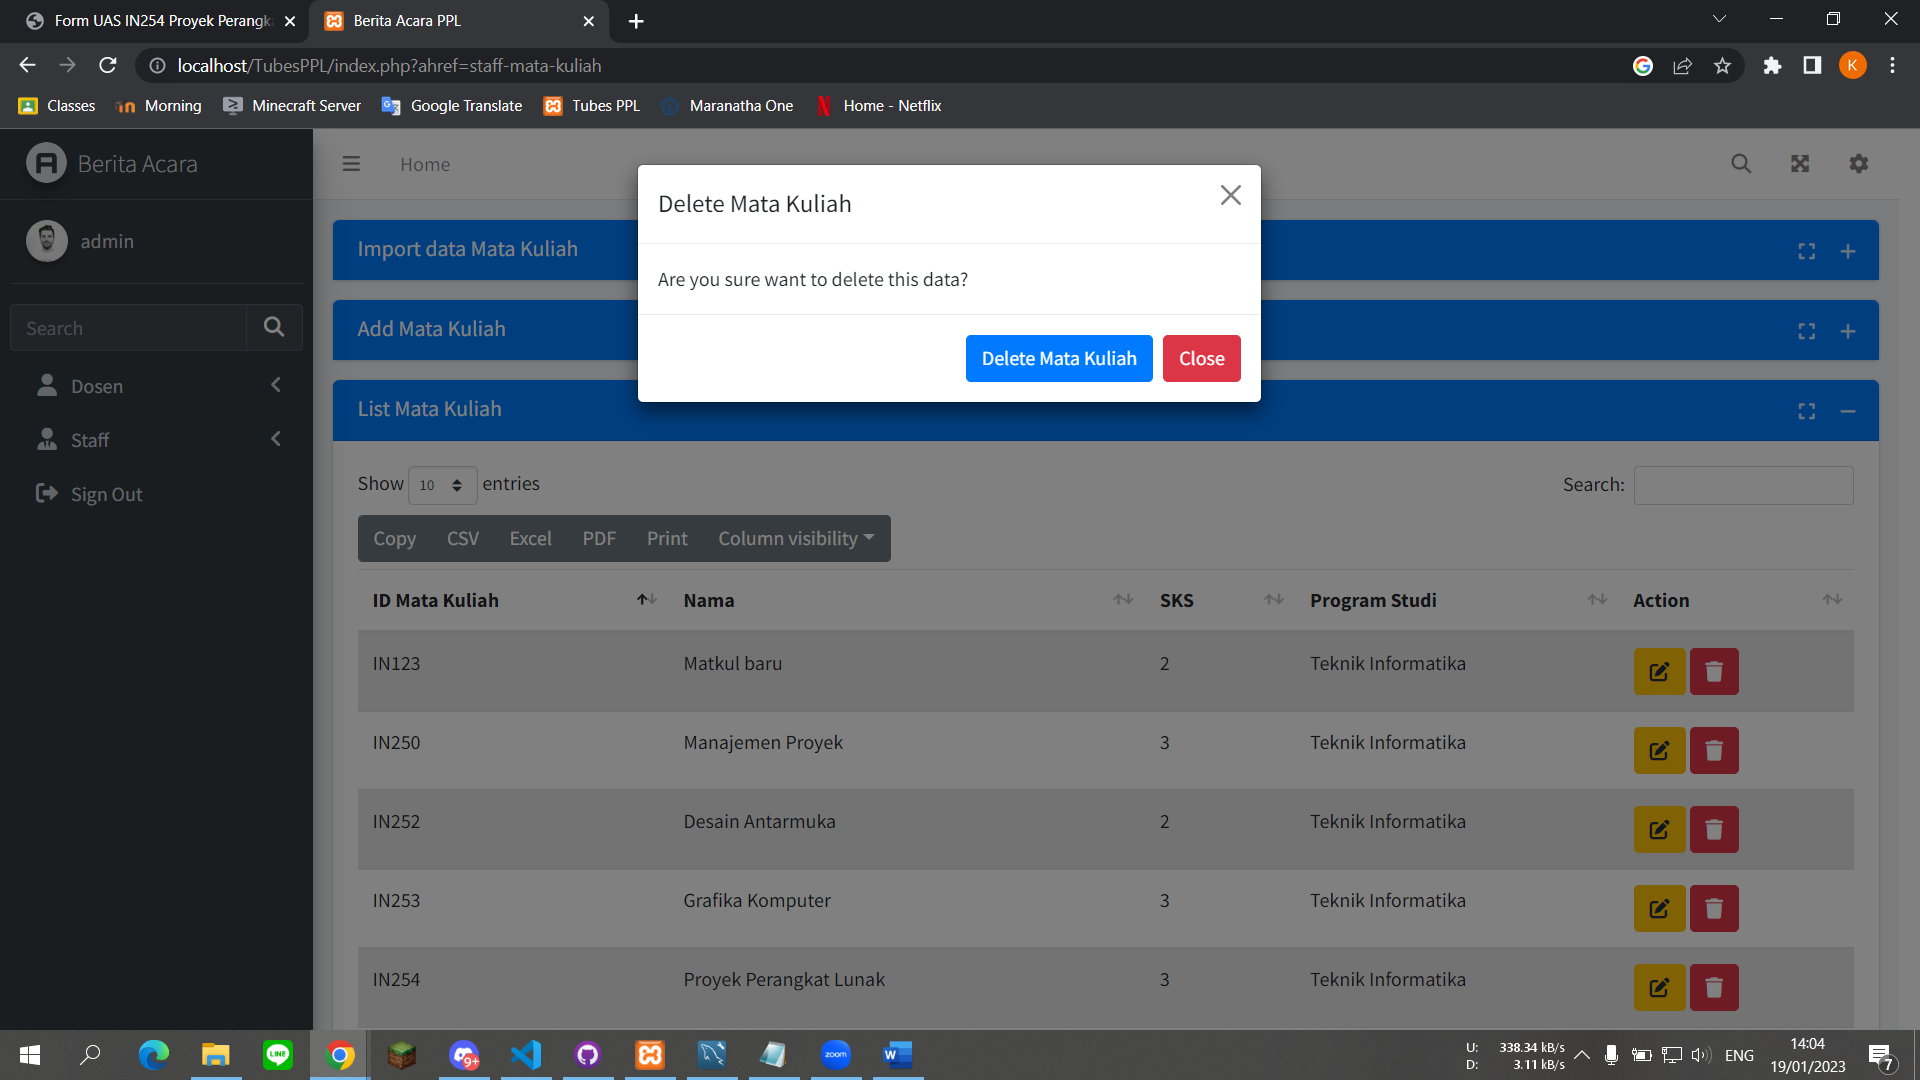 Form UAS IN254 Proyek Perangk
Berita Acara PPL
localhost/TubesPPL/index.php?ahref=staff-mata-kuliah
K
Classes
Morning
Minecraft Server
Google Translate
Tubes PPL
Maranatha One
Home - Netflix
Berita Acara
Home
admin
Search
Dosen
Staff
Sign Out
Delete Mata Kuliah
Are you sure want to delete this data?
Delete Mata Kuliah
Close
Import data Mata Kuliah
Add Mata Kuliah
List Mata Kuliah
Show 10 entries
Search:
Copy CSV Excel PDF Print Column visibility
ID Mata Kuliah Nama SKS Program Studi Action
IN123 Matkul baru 2 Teknik Informatika
IN250 Manajemen Proyek 3 Teknik Informatika
IN252 Desain Antarmuka 2 Teknik Informatika
IN253 Grafika Komputer 3 Teknik Informatika
IN254 Proyek Perangkat Lunak 3 Teknik Informatika
LINE
9+
zoom
W
U: 338.34 kB/s
D: 3.11 kB/s
ENG
14:04
19/01/2023
7